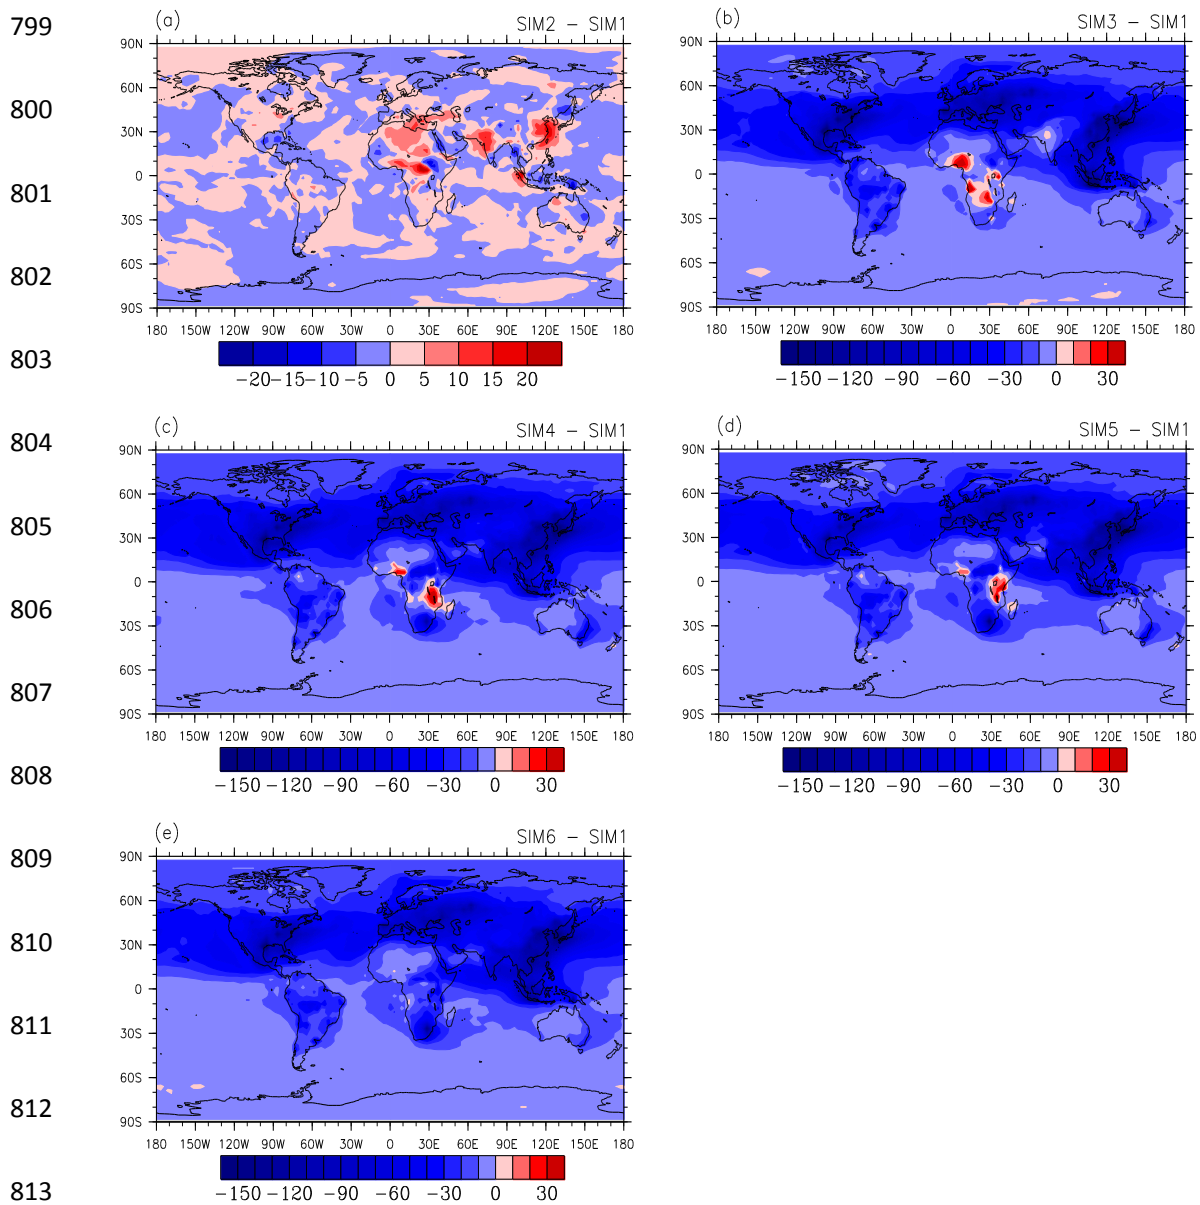 799
(a) SIM2 − SIM1
(b) SIM3 − SIM1
90N
60N
30N
0
30S
60S
90S
180 150W 120W 90W 60W 30W 0 30E 60E 90E 120E 150E 180
−20 −15 −10 −5 0 5 10 15 20
90N
60N
30N
0
30S
60S
90S
180 150W 120W 90W 60W 30W 0 30E 60E 90E 120E 150E 180
−150 −120 −90 −60 −30 0 30
800
801
802
803
804
(c) SIM4 − SIM1
(d) SIM5 − SIM1
90N
60N
30N
0
30S
60S
90S
180 150W 120W 90W 60W 30W 0 30E 60E 90E 120E 150E 180
−150 −120 −90 −60 −30 0 30
90N
60N
30N
0
30S
60S
90S
180 150W 120W 90W 60W 30W 0 30E 60E 90E 120E 150E 180
−150 −120 −90 −60 −30 0 30
805
806
807
808
809
(e) SIM6 − SIM1
90N
60N
30N
0
30S
60S
90S
180 150W 120W 90W 60W 30W 0 30E 60E 90E 120E 150E 180
−150 −120 −90 −60 −30 0 30
810
811
812
813